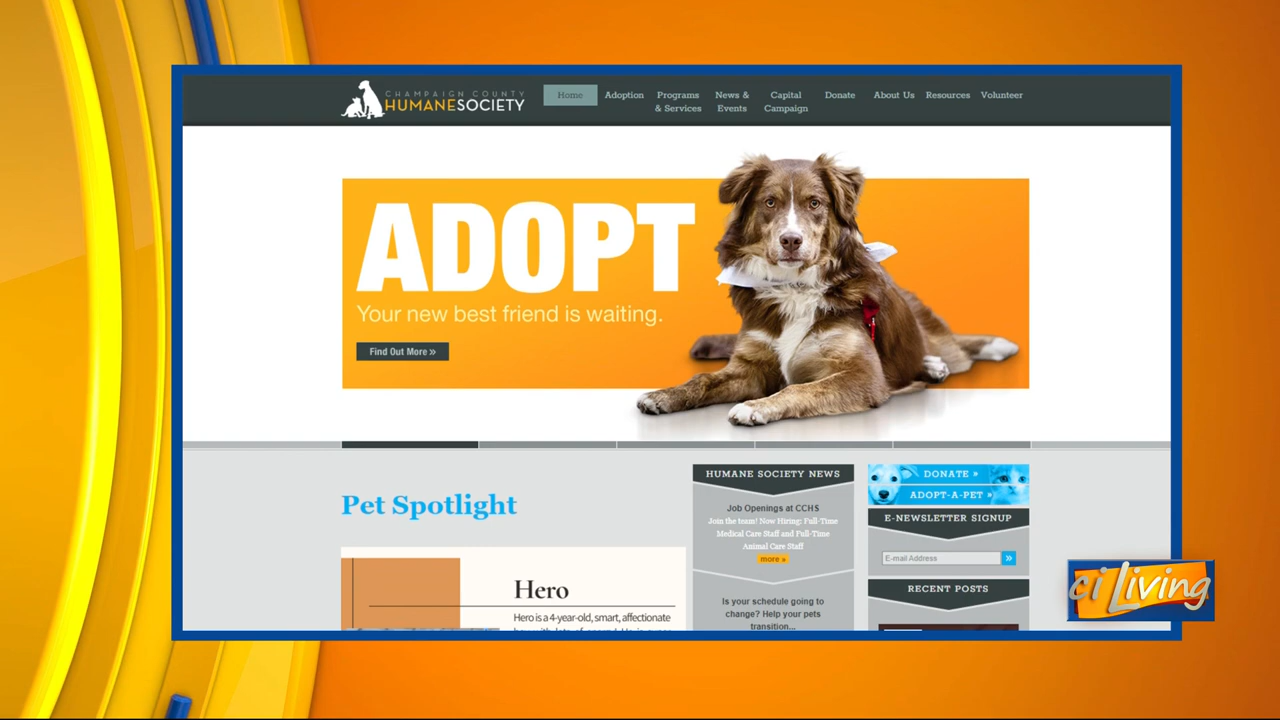 CHAMPAIGN COUNTY
HUMANESOCIETY
Home
Adoption
Programs
& Services
News &
Events
Capital
Campaign
Donate
About Us
Resources
Volunteer
ADOPT
Your new best friend is waiting.
Find Out More »
Pet Spotlight
Hero
Hero is a 4-year-old, smart, affectionate
HUMANE SOCIETY NEWS
Job Openings at CCHS
Join the team! Now Hiring: Full-Time
Medical Care Staff and Full-Time
Animal Care Staff
more »
Is your schedule going to
change? Help your pets
transition...
DONATE »
ADOPT-A-PET »
E-NEWSLETTER SIGNUP
E-mail Address
»
RECENT POSTS
ciLiving